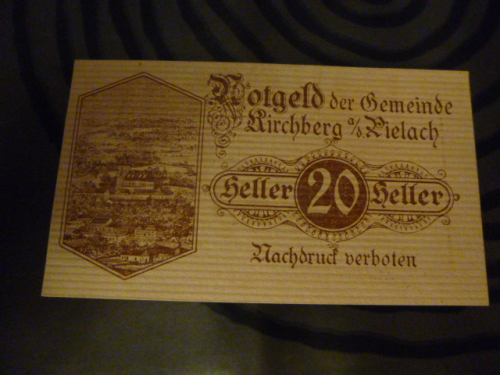 Notgeld der Gemeinde
Kirchberg a/d. Pielach
Heller 20 Heller
Nachdruck verboten